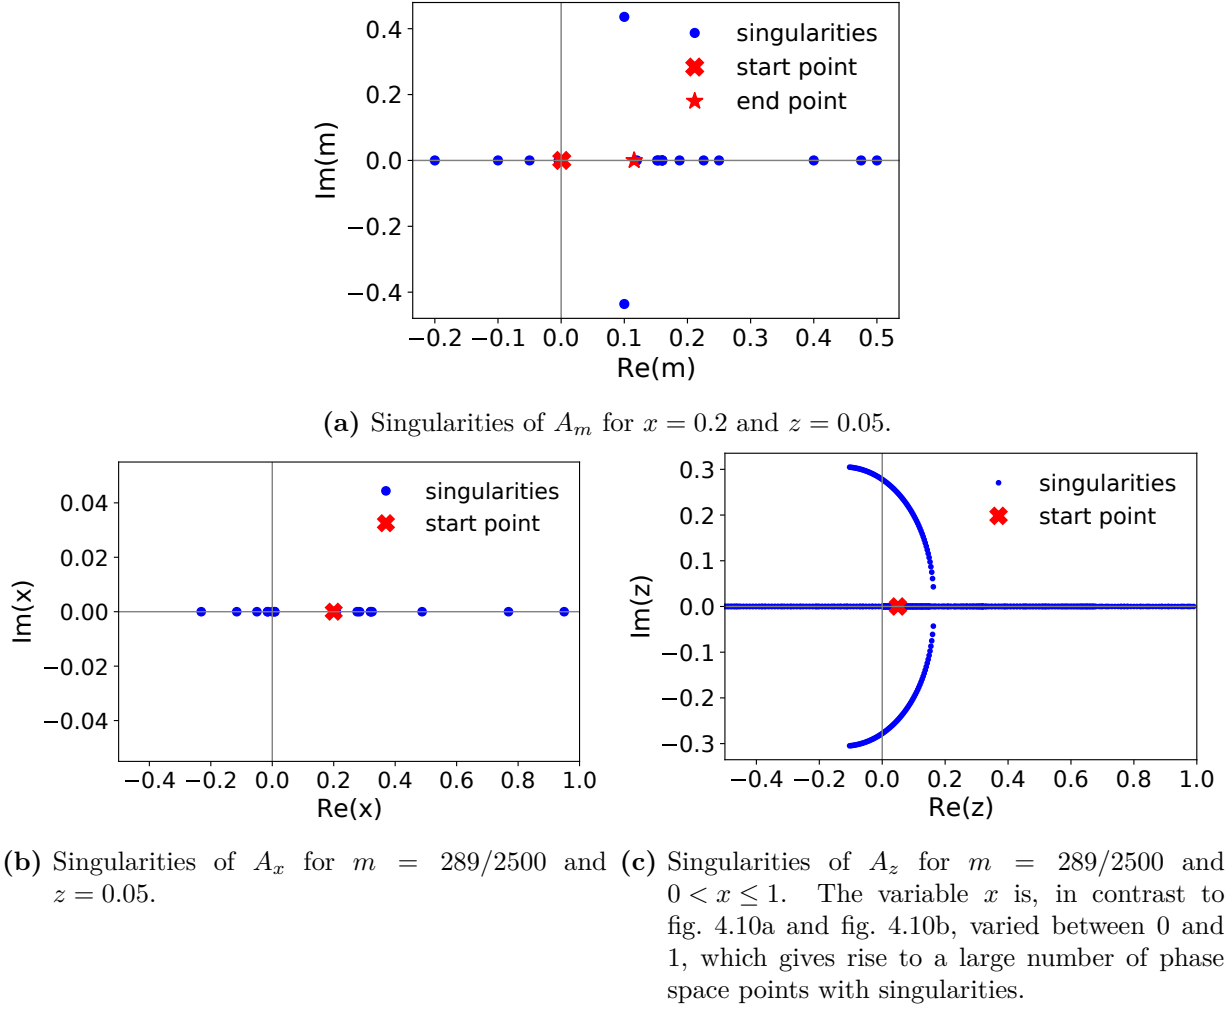 0.4
0.2
0.0
−0.2
−0.4
Im(m)
singularities
start point
end point
−0.2 −0.1 0.0 0.1 0.2 0.3 0.4 0.5
Re(m)
(a) Singularities of A_m for x = 0.2 and z = 0.05.
0.04
0.02
0.00
−0.02
−0.04
Im(x)
singularities
start point
−0.4 −0.2 0.0 0.2 0.4 0.6 0.8 1.0
Re(x)
0.3
0.2
0.1
0.0
−0.1
−0.2
−0.3
Im(z)
singularities
start point
−0.4 −0.2 0.0 0.2 0.4 0.6 0.8 1.0
Re(z)
(b) Singularities of A_x for m = 289/2500 and
z = 0.05.
(c) Singularities of A_z for m = 289/2500 and
0 < x ≤ 1. The variable x is, in contrast to
fig. 4.10a and fig. 4.10b, varied between 0 and
1, which gives rise to a large number of phase
space points with singularities.